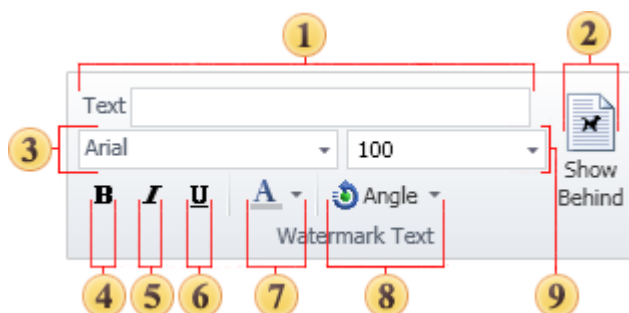 1 2
Text
3 Arial 100
Show
Behind
B I U A Angle
Watermark Text
4 5 6 7 8 9